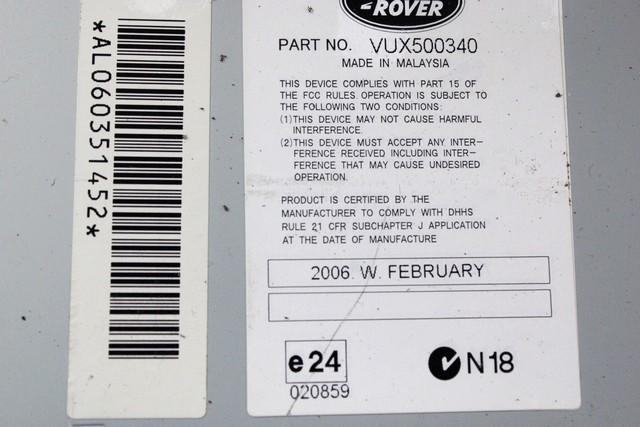 *AL060351452*
-ROVER
PART NO. VUX500340
MADE IN MALAYSIA
THIS DEVICE COMPLIES WITH PART 15 OF
THE FCC RULES. OPERATION IS SUBJECT TO
THE FOLLOWING TWO CONDITIONS:
(1)THIS DEVICE MAY NOT CAUSE HARMFUL
INTERFERENCE.
(2)THIS DEVICE MUST ACCEPT ANY INTER-
FERENCE RECEIVED INCLUDING INTER-
FERENCE THAT MAY CAUSE UNDESIRED
OPERATION.
PRODUCT IS CERTIFIED BY THE
MANUFACTURER TO COMPLY WITH DHHS
RULE 21 CFR SUBCHAPTER J APPLICATION
AT THE DATE OF MANUFACTURE
2006. W. FEBRUARY
e24
020859
N18